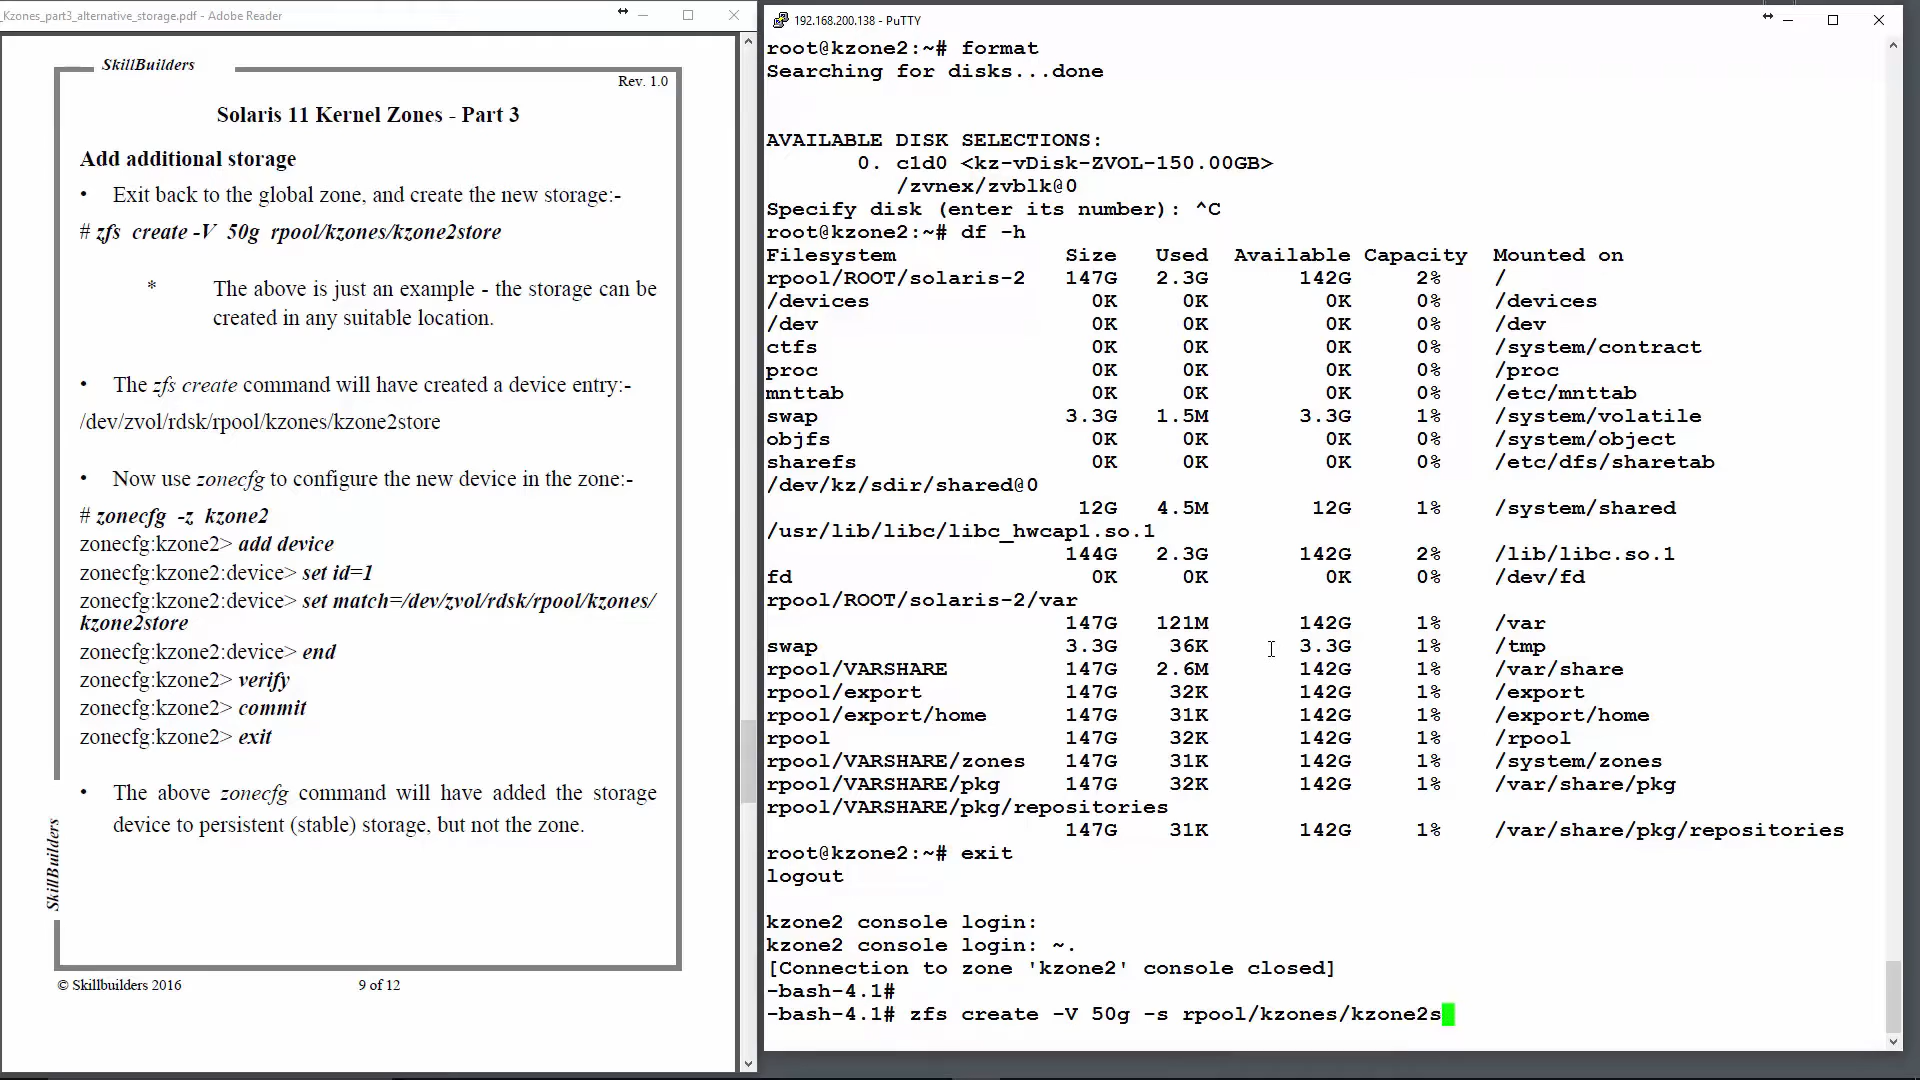 _Kzones_part3_alternative_storage.pdf - Adobe Reader
SkillBuilders
Rev. 1.0
Solaris 11 Kernel Zones - Part 3
Add additional storage
• Exit back to the global zone, and create the new storage:-
# zfs create -V 50g rpool/kzones/kzone2store
* The above is just an example - the storage can be
created in any suitable location.
• The zfs create command will have created a device entry:-
/dev/zvol/rdsk/rpool/kzones/kzone2store
• Now use zonecfg to configure the new device in the zone:-
# zonecfg -z kzone2
zonecfg:kzone2> add device
zonecfg:kzone2:device> set id=1
zonecfg:kzone2:device> set match=/dev/zvol/rdsk/rpool/kzones/
kzone2store
zonecfg:kzone2:device> end
zonecfg:kzone2> verify
zonecfg:kzone2> commit
zonecfg:kzone2> exit
• The above zonecfg command will have added the storage
device to persistent (stable) storage, but not the zone.
SkillBuilders
© Skillbuilders 2016 9 of 12
192.168.200.138 - PuTTY
root@kzone2:~# format
Searching for disks...done
AVAILABLE DISK SELECTIONS:
0. c1d0 <kz-vDisk-ZVOL-150.00GB>
/zvnex/zvblk@0
Specify disk (enter its number): ^C
root@kzone2:~# df -h
Filesystem Size Used Available Capacity Mounted on
rpool/ROOT/solaris-2 147G 2.3G 142G 2% /
/devices 0K 0K 0K 0% /devices
/dev 0K 0K 0K 0% /dev
ctfs 0K 0K 0K 0% /system/contract
proc 0K 0K 0K 0% /proc
mnttab 0K 0K 0K 0% /etc/mnttab
swap 3.3G 1.5M 3.3G 1% /system/volatile
objfs 0K 0K 0K 0% /system/object
sharefs 0K 0K 0K 0% /etc/dfs/sharetab
/dev/kz/sdir/shared@0
12G 4.5M 12G 1% /system/shared
/usr/lib/libc/libc_hwcap1.so.1
144G 2.3G 142G 2% /lib/libc.so.1
fd 0K 0K 0K 0% /dev/fd
rpool/ROOT/solaris-2/var
147G 121M 142G 1% /var
swap 3.3G 36K 3.3G 1% /tmp
rpool/VARSHARE 147G 2.6M 142G 1% /var/share
rpool/export 147G 32K 142G 1% /export
rpool/export/home 147G 31K 142G 1% /export/home
rpool 147G 32K 142G 1% /rpool
rpool/VARSHARE/zones 147G 31K 142G 1% /system/zones
rpool/VARSHARE/pkg 147G 32K 142G 1% /var/share/pkg
rpool/VARSHARE/pkg/repositories
147G 31K 142G 1% /var/share/pkg/repositories
root@kzone2:~# exit
logout
kzone2 console login:
kzone2 console login: ~.
[Connection to zone 'kzone2' console closed]
-bash-4.1#
-bash-4.1# zfs create -V 50g -s rpool/kzones/kzone2s